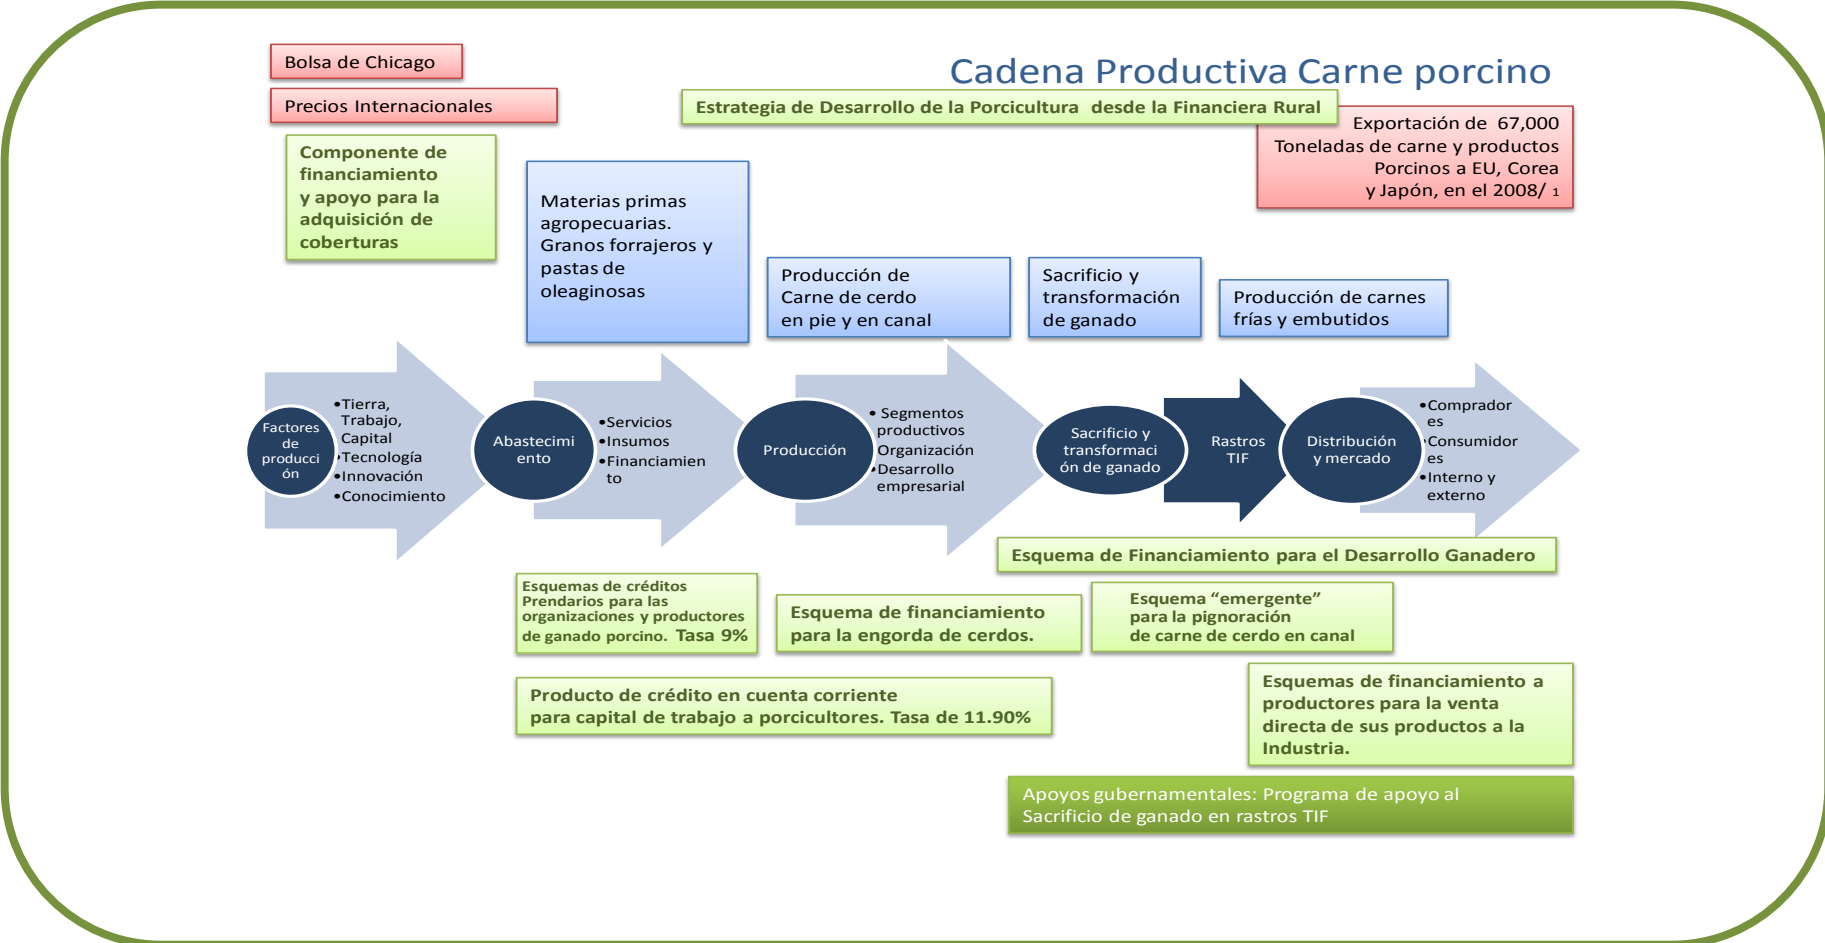 Bolsa de Chicago
Cadena Productiva Carne porcino
Precios Internacionales
Estrategia de Desarrollo de la Porcicultura desde la Financiera Rural
Exportación de 67,000
Toneladas de carne y productos
Porcinos a EU, Corea
y Japón, en el 2008/ 1
Componente de
financiamiento
y apoyo para la
adquisición de
coberturas
Materias primas
agropecuarias.
Granos forrajeros y
pastas de
oleaginosas
Producción de
Carne de cerdo
en pie y en canal
Sacrificio y
transformación
de ganado
Producción de carnes
frías y embutidos
Factores
de
producci
ón
•Tierra,
Trabajo,
Capital
•Tecnología
•Innovación
•Conocimiento
Abastecimi
ento
•Servicios
•Insumos
•Financiamien
to
Producción
• Segmentos
productivos
Organización
•Desarrollo
empresarial
Sacrificio y
transformaci
ón de ganado
Rastros
TIF
Distribución
y mercado
•Comprador
es
•Consumidor
es
•Interno y
externo
Esquema de Financiamiento para el Desarrollo Ganadero
Esquemas de créditos
Prendarios para las
organizaciones y productores
de ganado porcino. Tasa 9%
Esquema de financiamiento
para la engorda de cerdos.
Esquema “emergente”
para la pignoración
de carne de cerdo en canal
Producto de crédito en cuenta corriente
para capital de trabajo a porcicultores. Tasa de 11.90%
Esquemas de financiamiento a
productores para la venta
directa de sus productos a la
Industria.
Apoyos gubernamentales: Programa de apoyo al
Sacrificio de ganado en rastros TIF